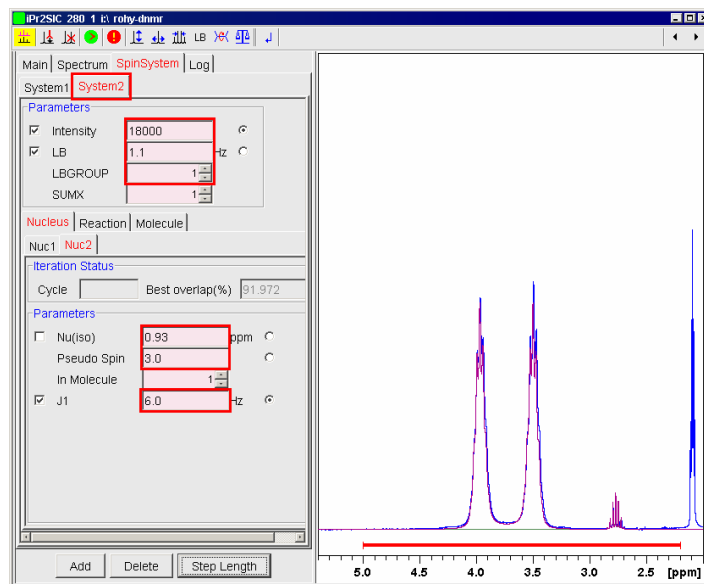 iPr2SIC 280 1 i:\ rohy-dnmr
LB
Main Spectrum SpinSystem Log
System1 System2
Parameters
Intensity 18000
LB 1.1 Hz
LBGROUP 1
SUMX 1
Nucleus Reaction Molecule
Nuc1 Nuc2
Iteration Status
Cycle Best overlap(%) 91.972
Parameters
Nu(iso) 0.93 ppm
Pseudo Spin 3.0
In Molecule 1
J1 6.0 Hz
Add Delete Step Length
5.0 4.0 3.5 3.0 2.5 [ppm]